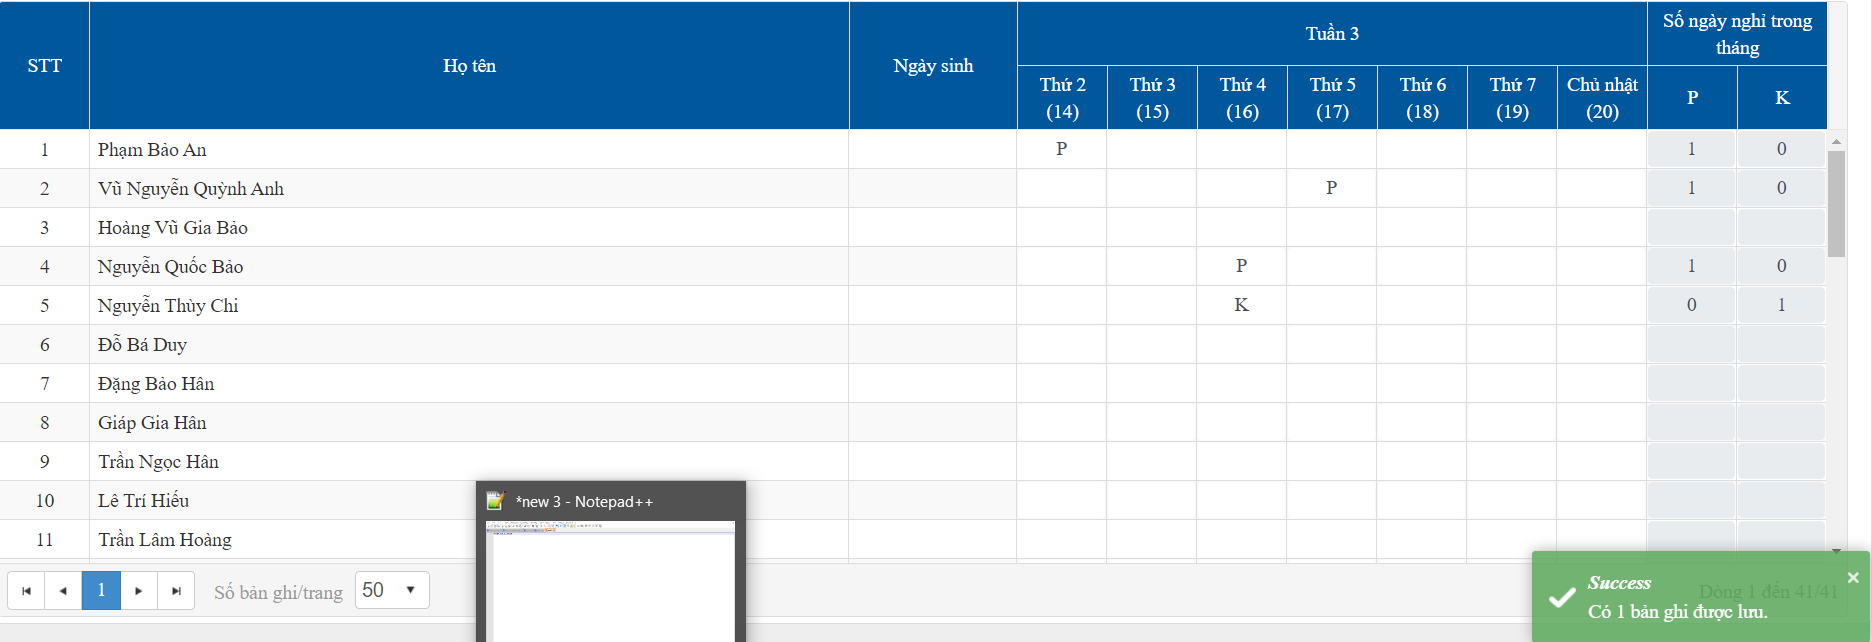 STT Họ tên Ngày sinh Tuần 3 Số ngày nghỉ trong tháng
Thứ 2 (14) Thứ 3 (15) Thứ 4 (16) Thứ 5 (17) Thứ 6 (18) Thứ 7 (19) Chủ nhật (20) P K
1 Phạm Bảo An P 1 0
2 Vũ Nguyễn Quỳnh Anh P 1 0
3 Hoàng Vũ Gia Bảo
4 Nguyễn Quốc Bảo P 1 0
5 Nguyễn Thùy Chi K 0 1
6 Đỗ Bá Duy
7 Đặng Bảo Hân
8 Giáp Gia Hân
9 Trần Ngọc Hân
10 Lê Trí Hiếu
11 Trần Lâm Hoàng
*new 3 - Notepad++
1 Số bản ghi/trang 50 Dòng 1 đến 41/41
Success
Có 1 bản ghi được lưu.